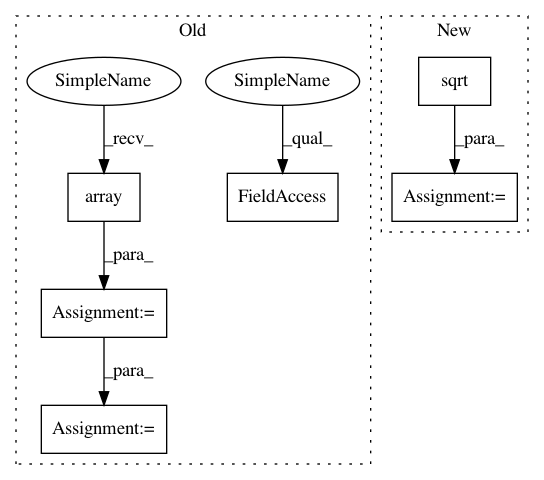 Old
New
SimpleName
SimpleName
sqrt
_recv_
_qual_
_para_
array
FieldAccess
Assignment:=
_para_
Assignment:=
_para_
Assignment:=